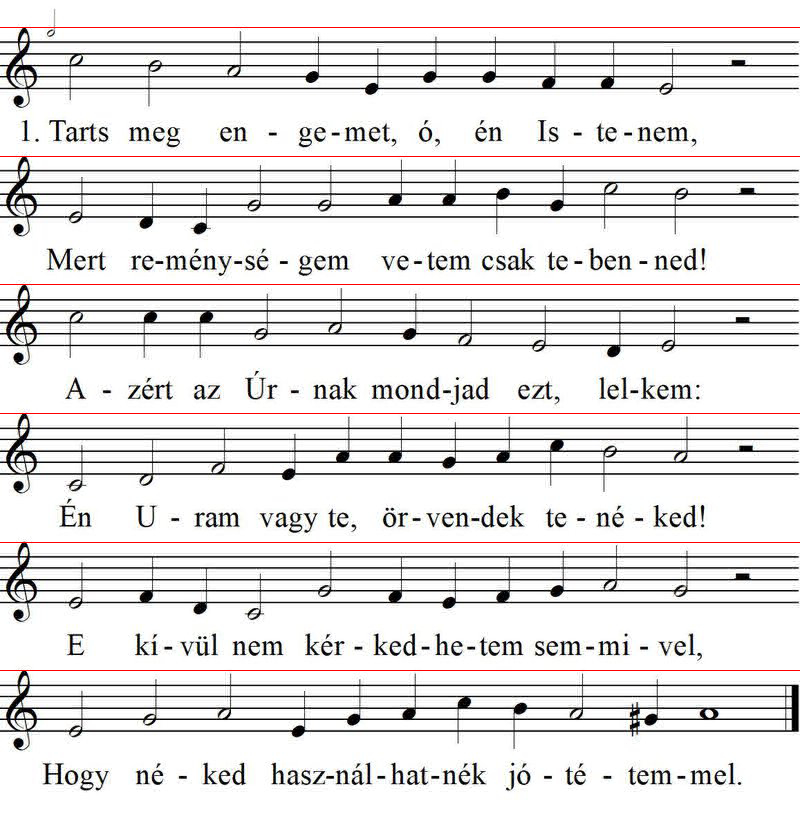 1. Tarts meg en - ge-met, ó, én Is - te-nem,
Mert re-mény-sé - gem ve-tem csak te-ben-ned!
A - zért az Úr - nak mond-jad ezt, lel-kem:
Én U - ram vagy te, ör-ven-dek te-né-ked!
E kí-vül nem kér-ked-he-tem sem-mi-vel,
Hogy né-ked hasz-nál-hat-nék jó-té-tem-mel.